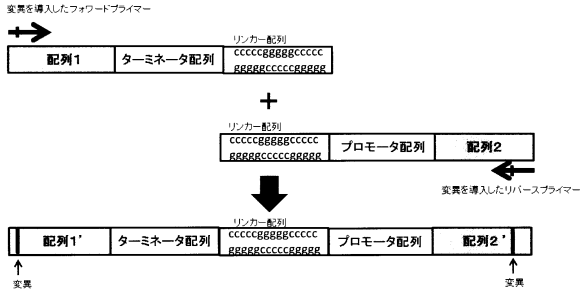 変異を導入したフォワードプライマー
リンカー配列
配列1 ターミネータ配列 cccccgggggccccc
gggggcccccggggg
+
リンカー配列
cccccgggggccccc プロモータ配列 配列2
gggggcccccggggg
変異を導入したリバースプライマー
リンカー配列
配列1’ ターミネータ配列 cccccgggggccccc プロモータ配列 配列2’
gggggcccccggggg
変異 変異